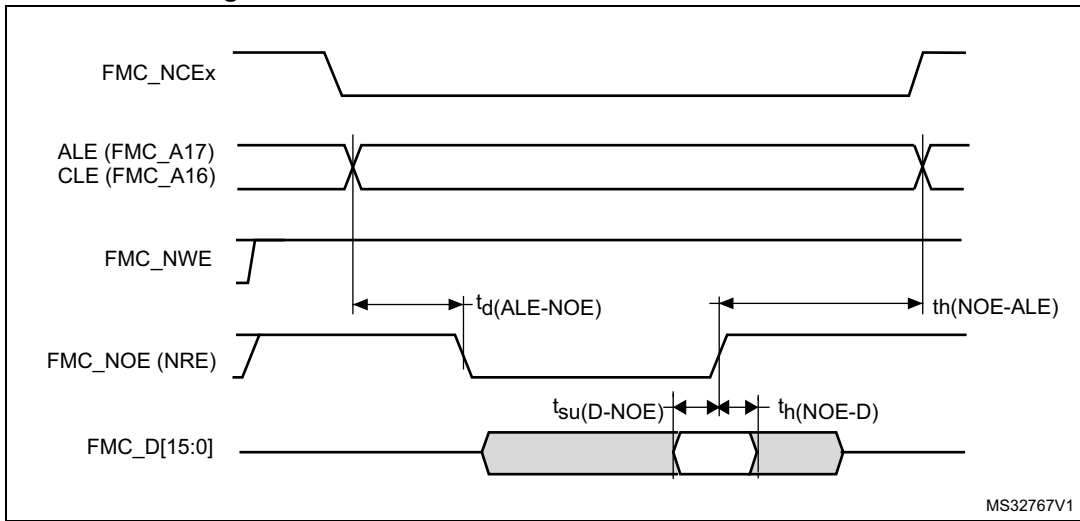 FMC_NCEx
ALE (FMC_A17)
CLE (FMC_A16)
FMC_NWE
td(ALE-NOE)
th(NOE-ALE)
FMC_NOE (NRE)
tsu(D-NOE)
th(NOE-D)
FMC_D[15:0]
MS32767V1